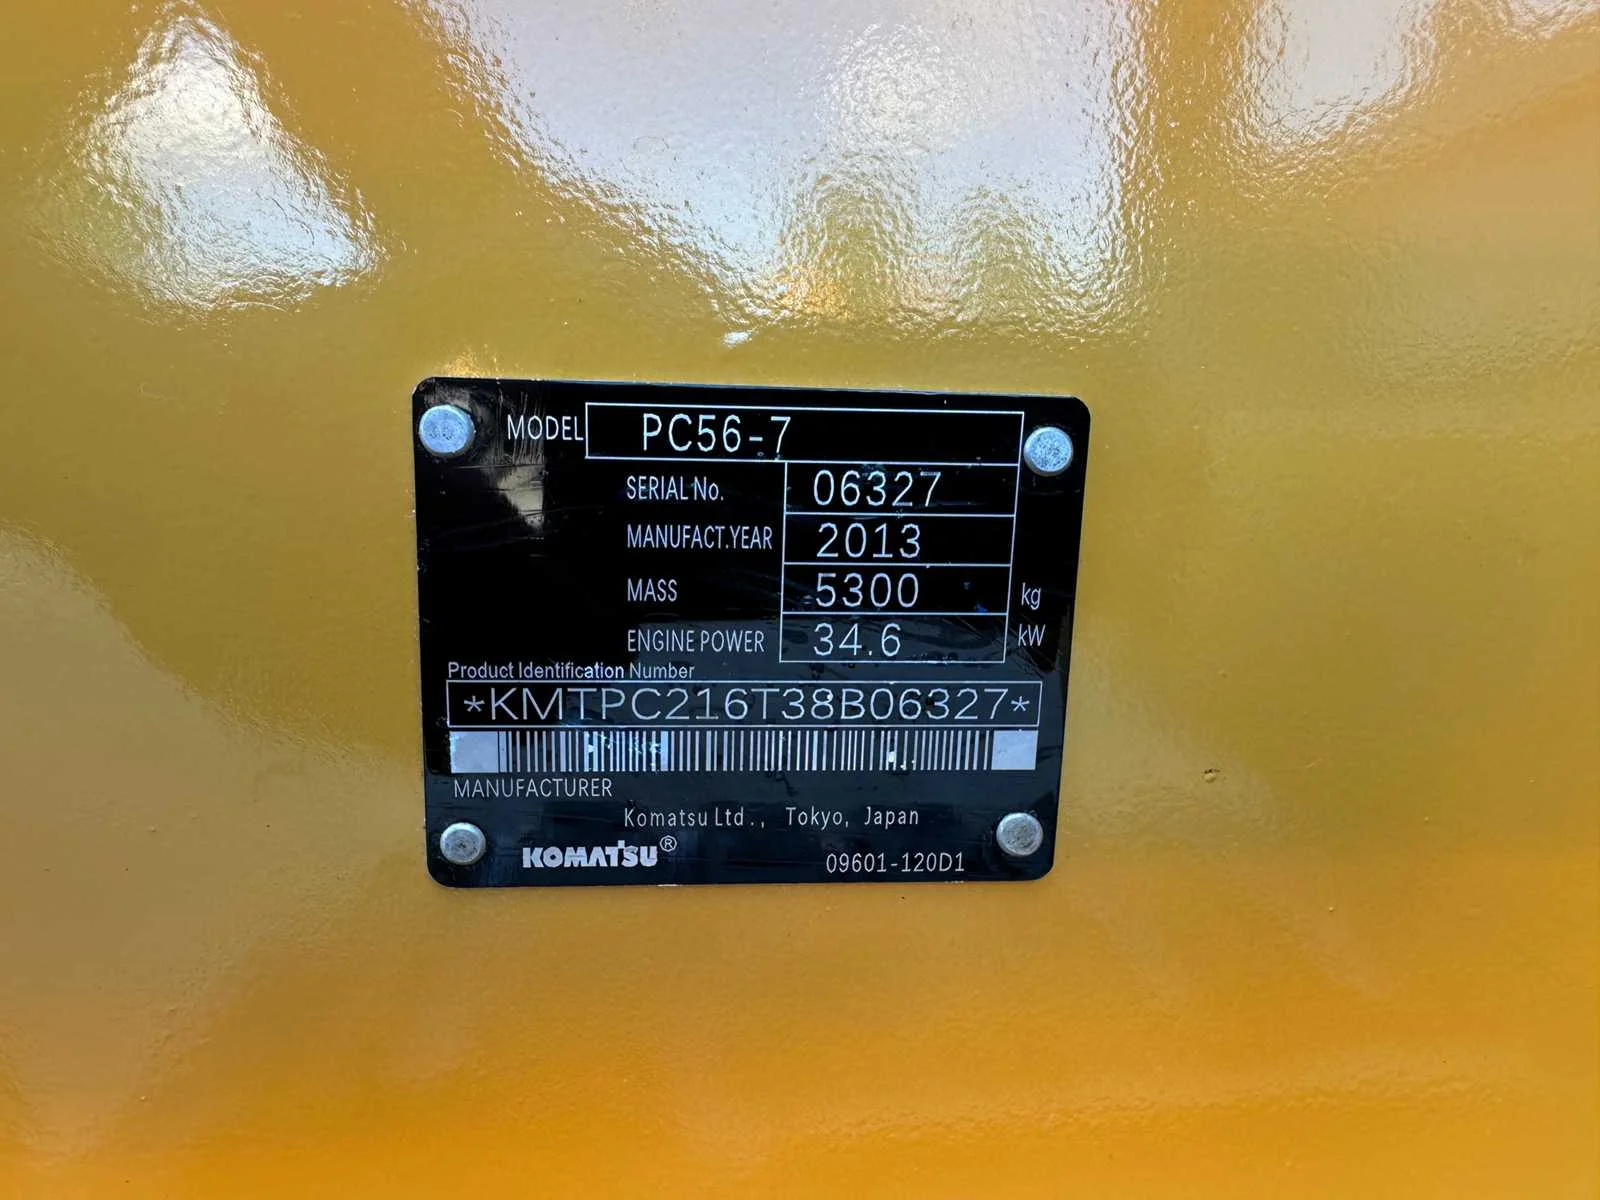 MODEL PC56-7
SERIAL No. 06327
MANUFACT.YEAR 2013
MASS 5300 kg
ENGINE POWER 34.6 kW
Product Identification Number
*KMTPC216T38B06327*
MANUFACTURER
Komatsu Ltd., Tokyo, Japan
KOMATSU® 09601-120D1